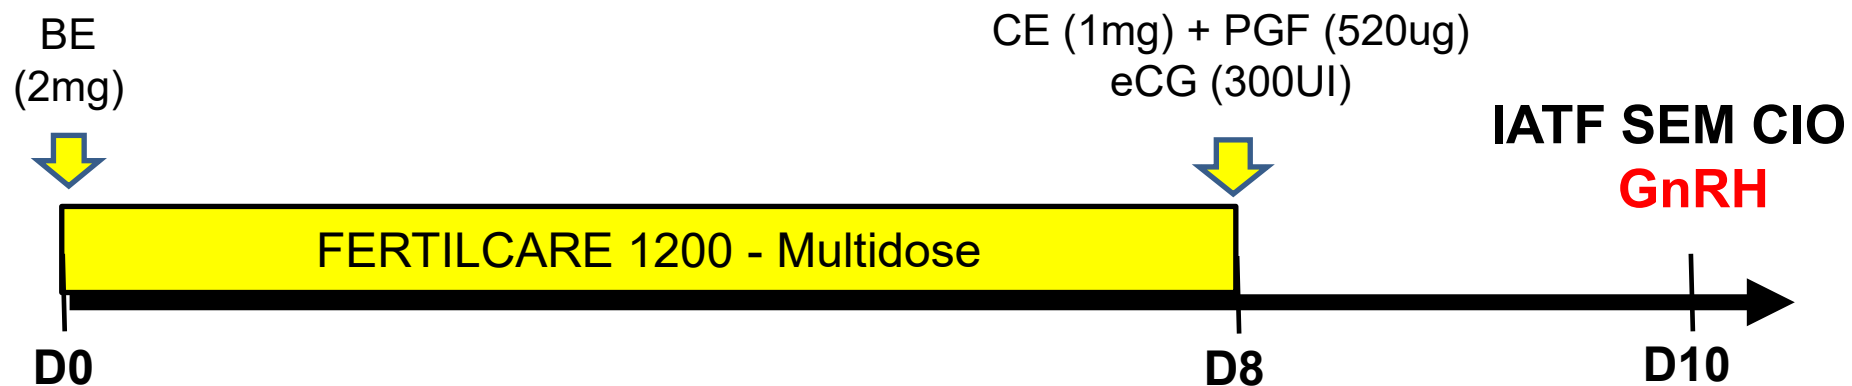 BE
(2mg)
CE (1mg) + PGF (520ug)
eCG (300UI)
IATF SEM CIO
GnRH
FERTILCARE 1200 - Multidose
D0
D8
D10